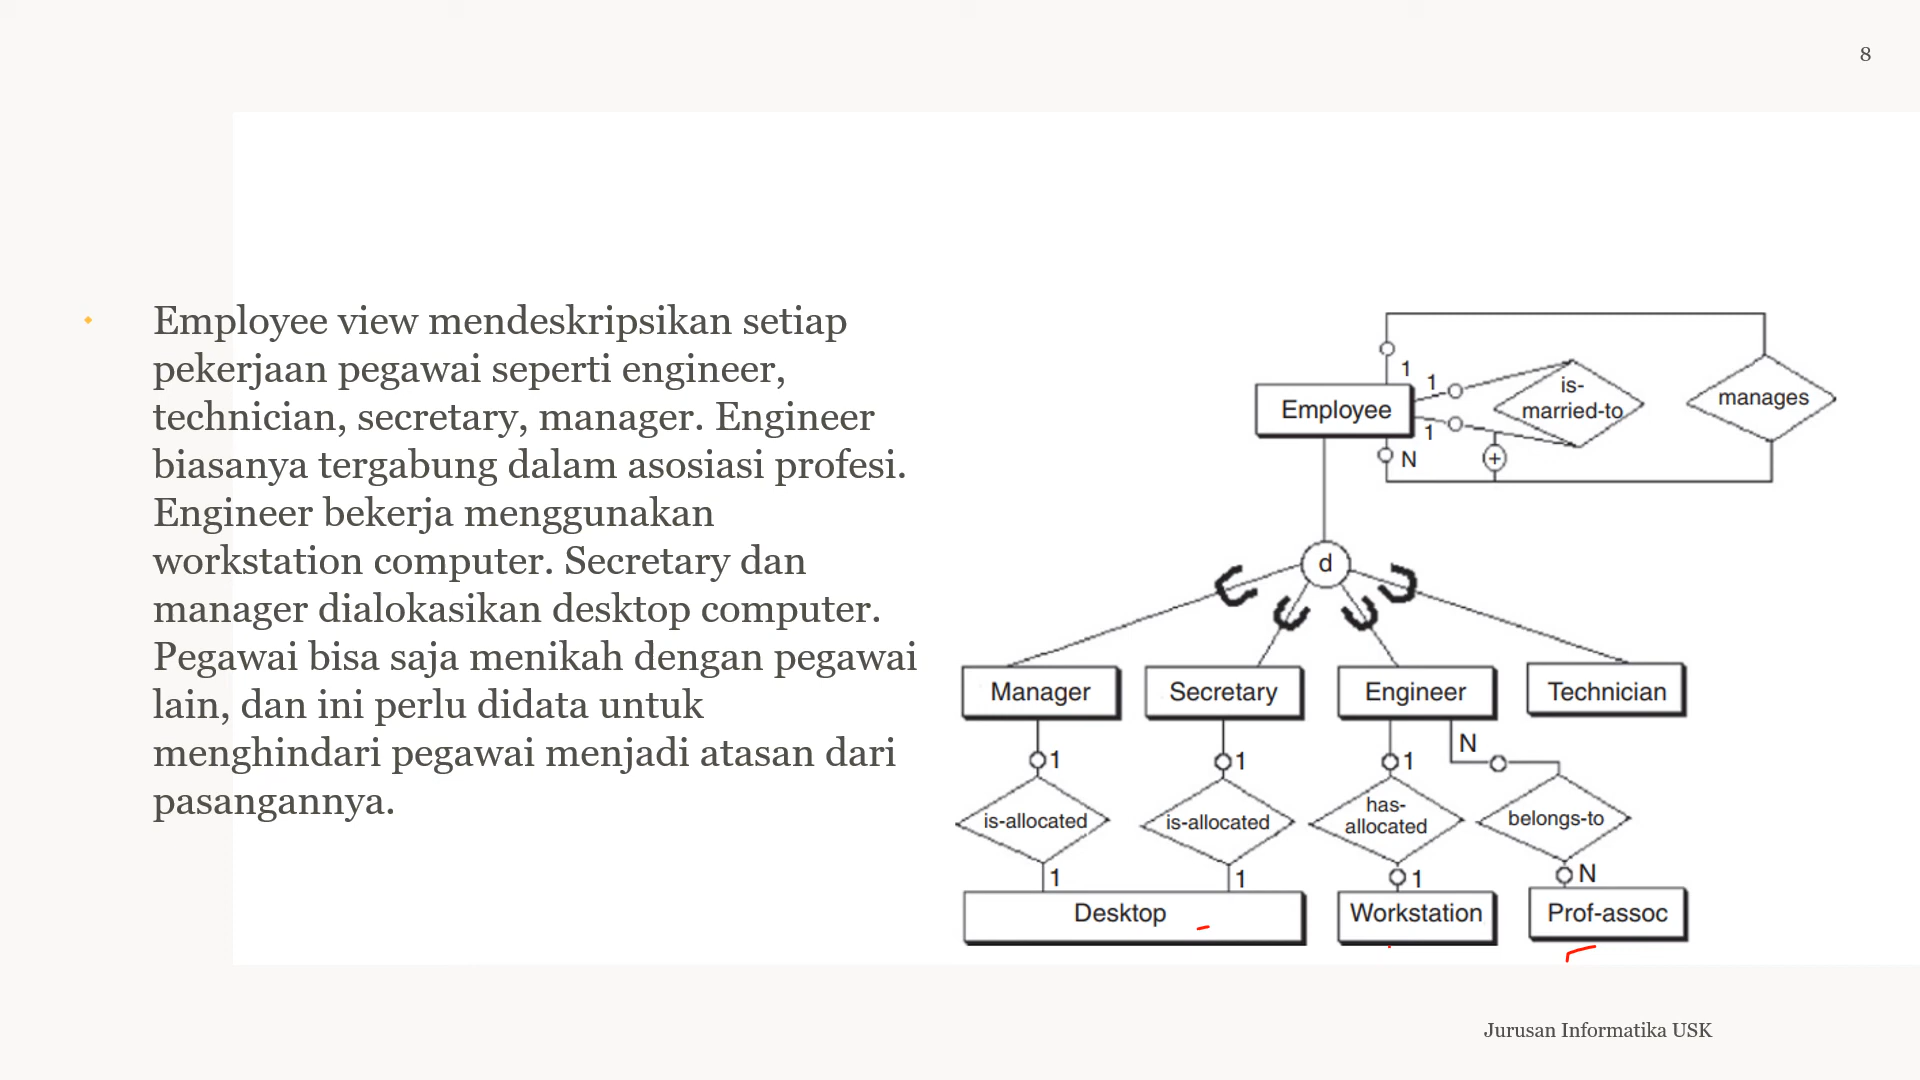 8
Employee view mendeskripsikan setiap
pekerjaan pegawai seperti engineer,
technician, secretary, manager. Engineer
biasanya tergabung dalam asosiasi profesi.
Engineer bekerja menggunakan
workstation computer. Secretary dan
manager dialokasikan desktop computer.
Pegawai bisa saja menikah dengan pegawai
lain, dan ini perlu didata untuk
menghindari pegawai menjadi atasan dari
pasangannya.
1
1
is-
married-to
manages
Employee
1
N
+
d
Manager
Secretary
Engineer
Technician
1
1
1
N
is-allocated
is-allocated
has-
allocated
belongs-to
1
1
1
N
Desktop
Workstation
Prof-assoc
Jurusan Informatika USK